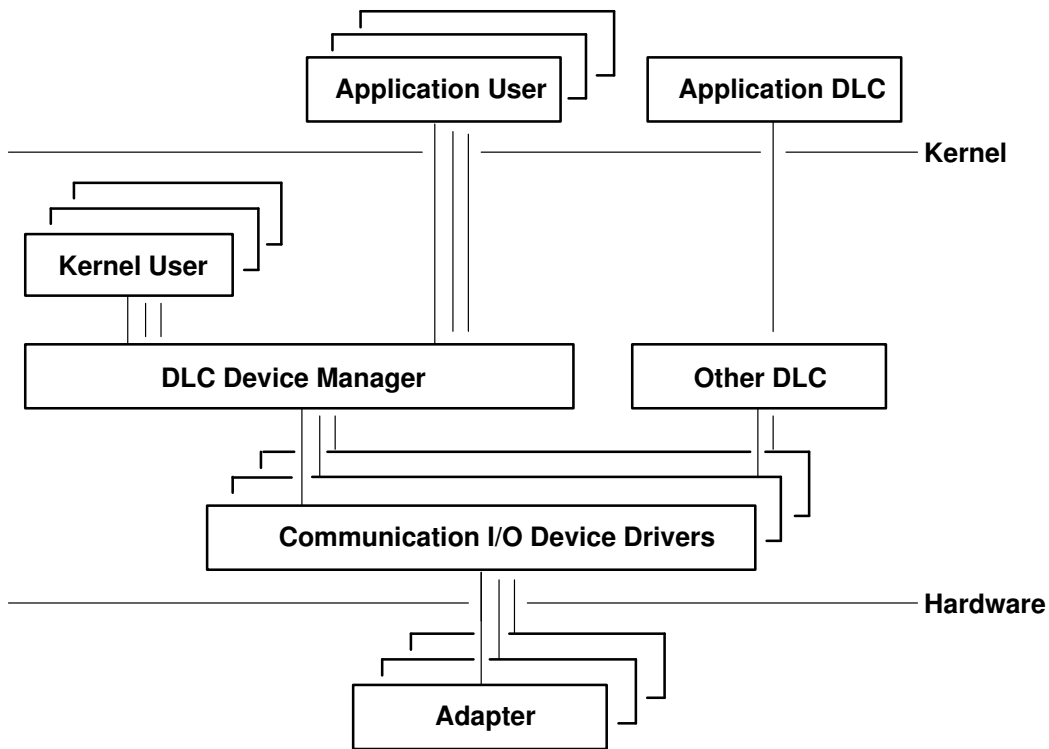 Application User
Application DLC
Kernel
Kernel User
DLC Device Manager
Other DLC
Communication I/O Device Drivers
Hardware
Adapter